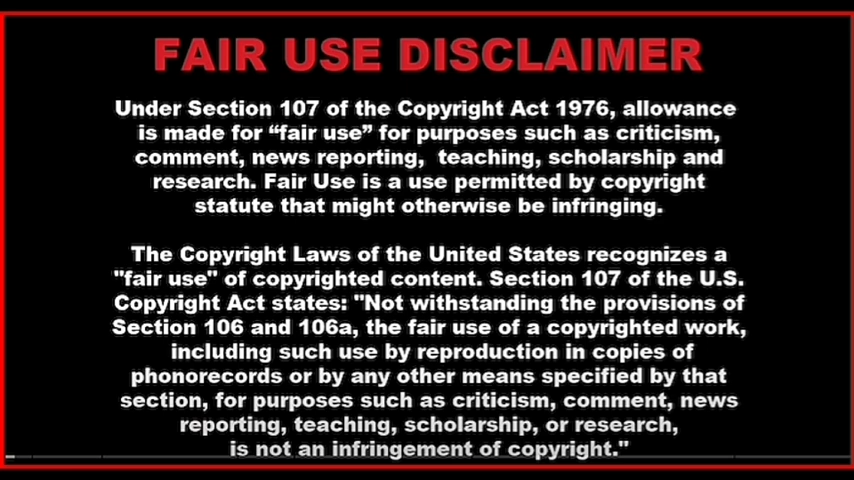 FAIR USE DISCLAIMER
Under Section 107 of the Copyright Act 1976, allowance
is made for “fair use” for purposes such as criticism,
comment, news reporting,  teaching, scholarship and
research. Fair Use is a use permitted by copyright
statute that might otherwise be infringing.
The Copyright Laws of the United States recognizes a
"fair use" of copyrighted content. Section 107 of the U.S.
Copyright Act states: "Not withstanding the provisions of
Section 106 and 106a, the fair use of a copyrighted work,
including such use by reproduction in copies of
phonorecords or by any other means specified by that
section, for purposes such as criticism, comment, news
reporting, teaching, scholarship, or research,
is not an infringement of copyright."